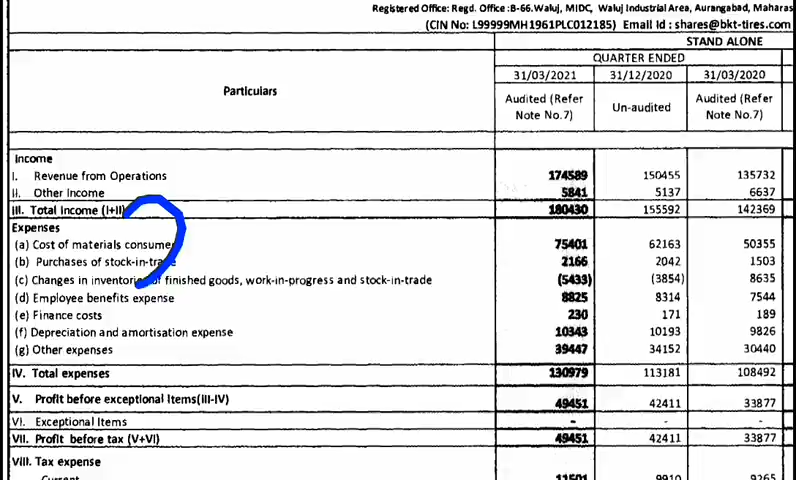 Registered Office: Regd. Office :B-66.Waluj, MIDC, Waluj Industrial Area, Aurangabad, Maharas
(CIN No: L99999MH1961PLC012185) Email Id : shares@bkt-tires.com
STAND ALONE
QUARTER ENDED
Particulars 31/03/2021 31/12/2020 31/03/2020
Audited (Refer Note No.7) Un-audited Audited (Refer Note No.7)
Income
I. Revenue from Operations 174589 150455 135732
II. Other Income 5841 5137 6637
III. Total Income (I+II) 180430 155592 142369
Expenses
(a) Cost of materials consumed 75401 62163 50355
(b) Purchases of stock-in-trade 2166 2042 1503
(c) Changes in inventories of finished goods, work-in-progress and stock-in-trade (5433) (3854) 8635
(d) Employee benefits expense 8825 8314 7544
(e) Finance costs 230 171 189
(f) Depreciation and amortisation expense 10343 10193 9826
(g) Other expenses 39447 34152 30440
IV. Total expenses 130979 113181 108492
V. Profit before exceptional Items(III-IV) 49451 42411 33877
VI. Exceptional Items - - -
VII. Profit before tax (V+VI) 49451 42411 33877
VIII. Tax expense
Current 11501 9910 9265